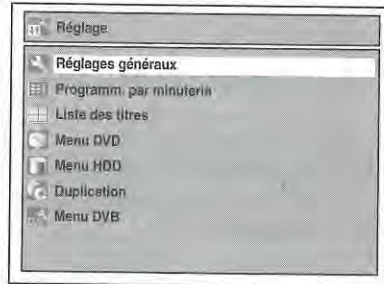 Réglage
Réglages généraux
Programm. par minuterie
Liste des titres
Menu DVD
Menu HDD
Duplication
Menu DVB